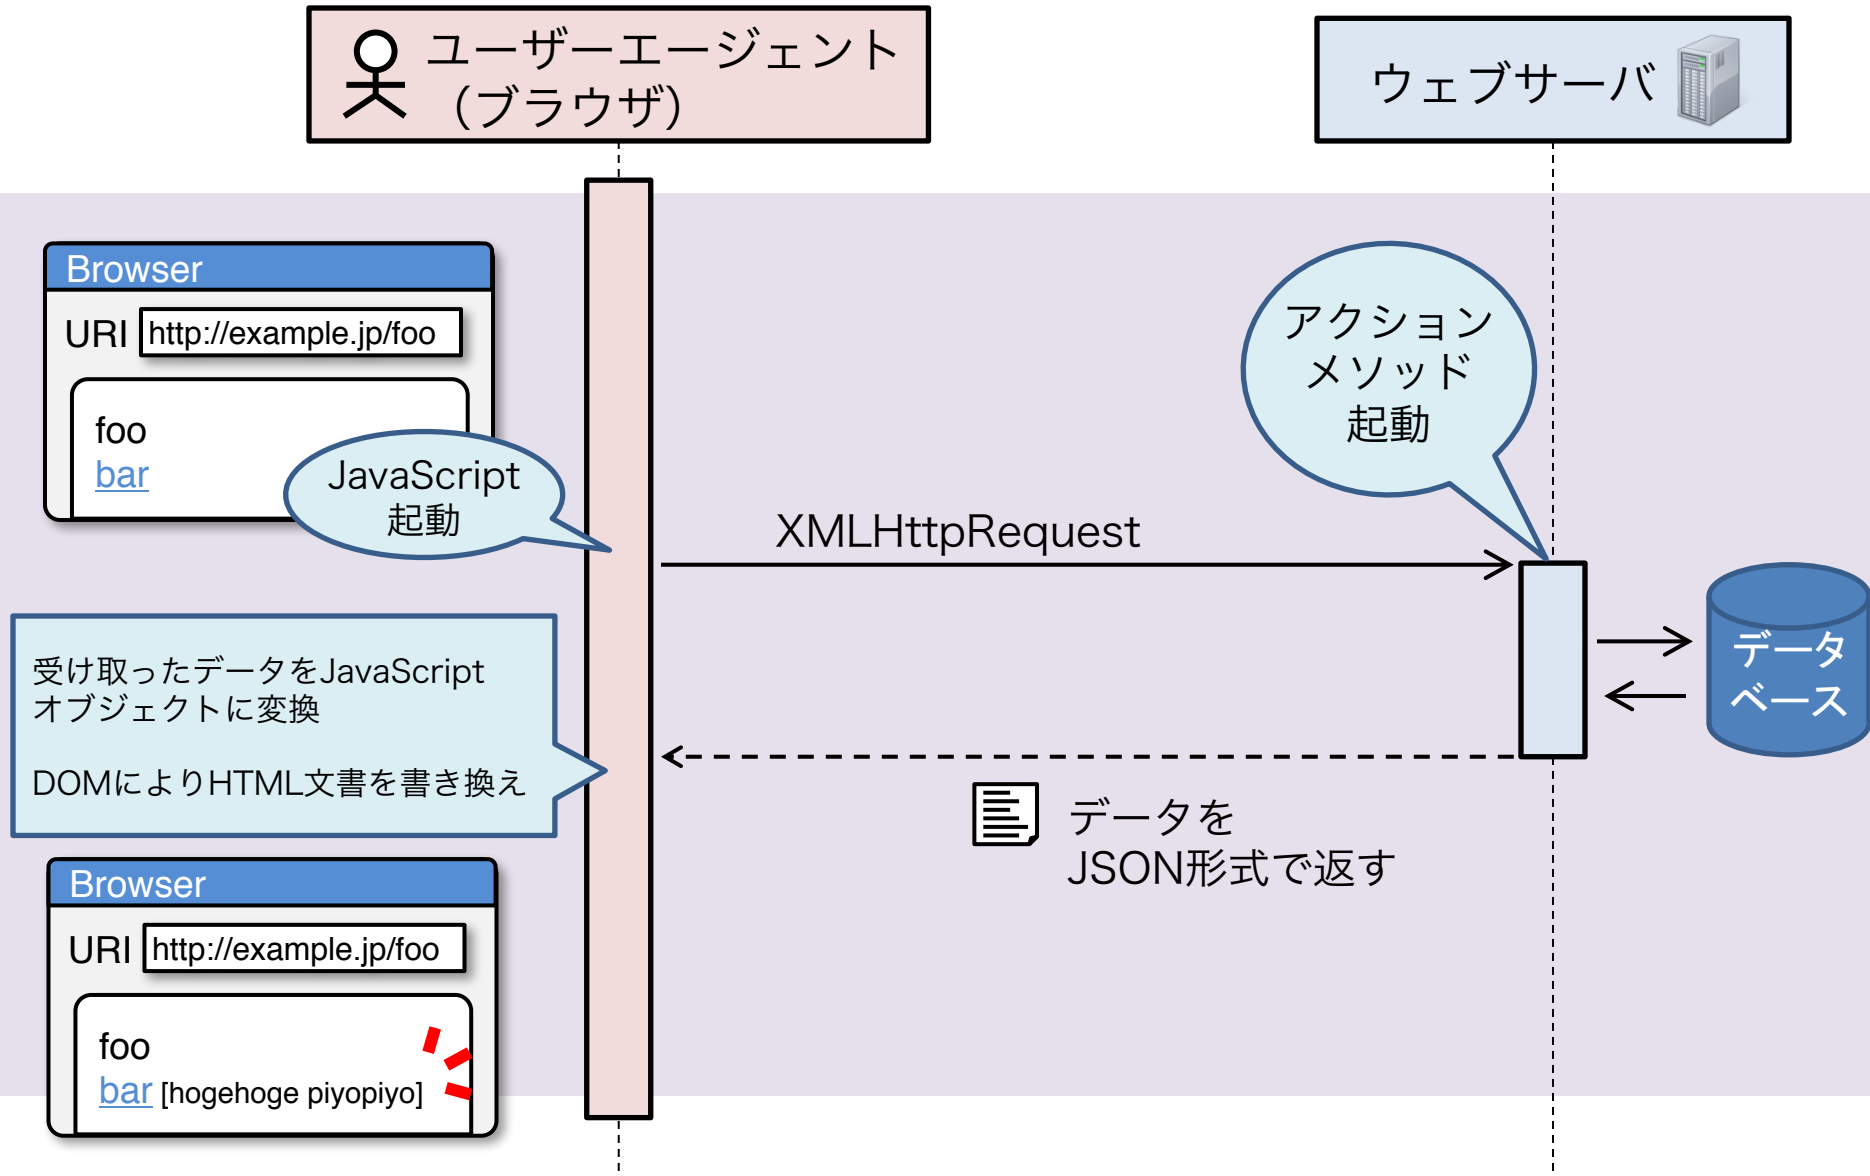 ユーザーエージェント
（ブラウザ）
ウェブサーバ
Browser
URI http://example.jp/foo
foo
bar
JavaScript
起動
アクション
メソッド
起動
XMLHttpRequest
データ
ベース
受け取ったデータをJavaScript
オブジェクトに変換
DOMによりHTML文書を書き換え
データを
JSON形式で返す
Browser
URI http://example.jp/foo
foo
bar [hogehoge piyopiyo]